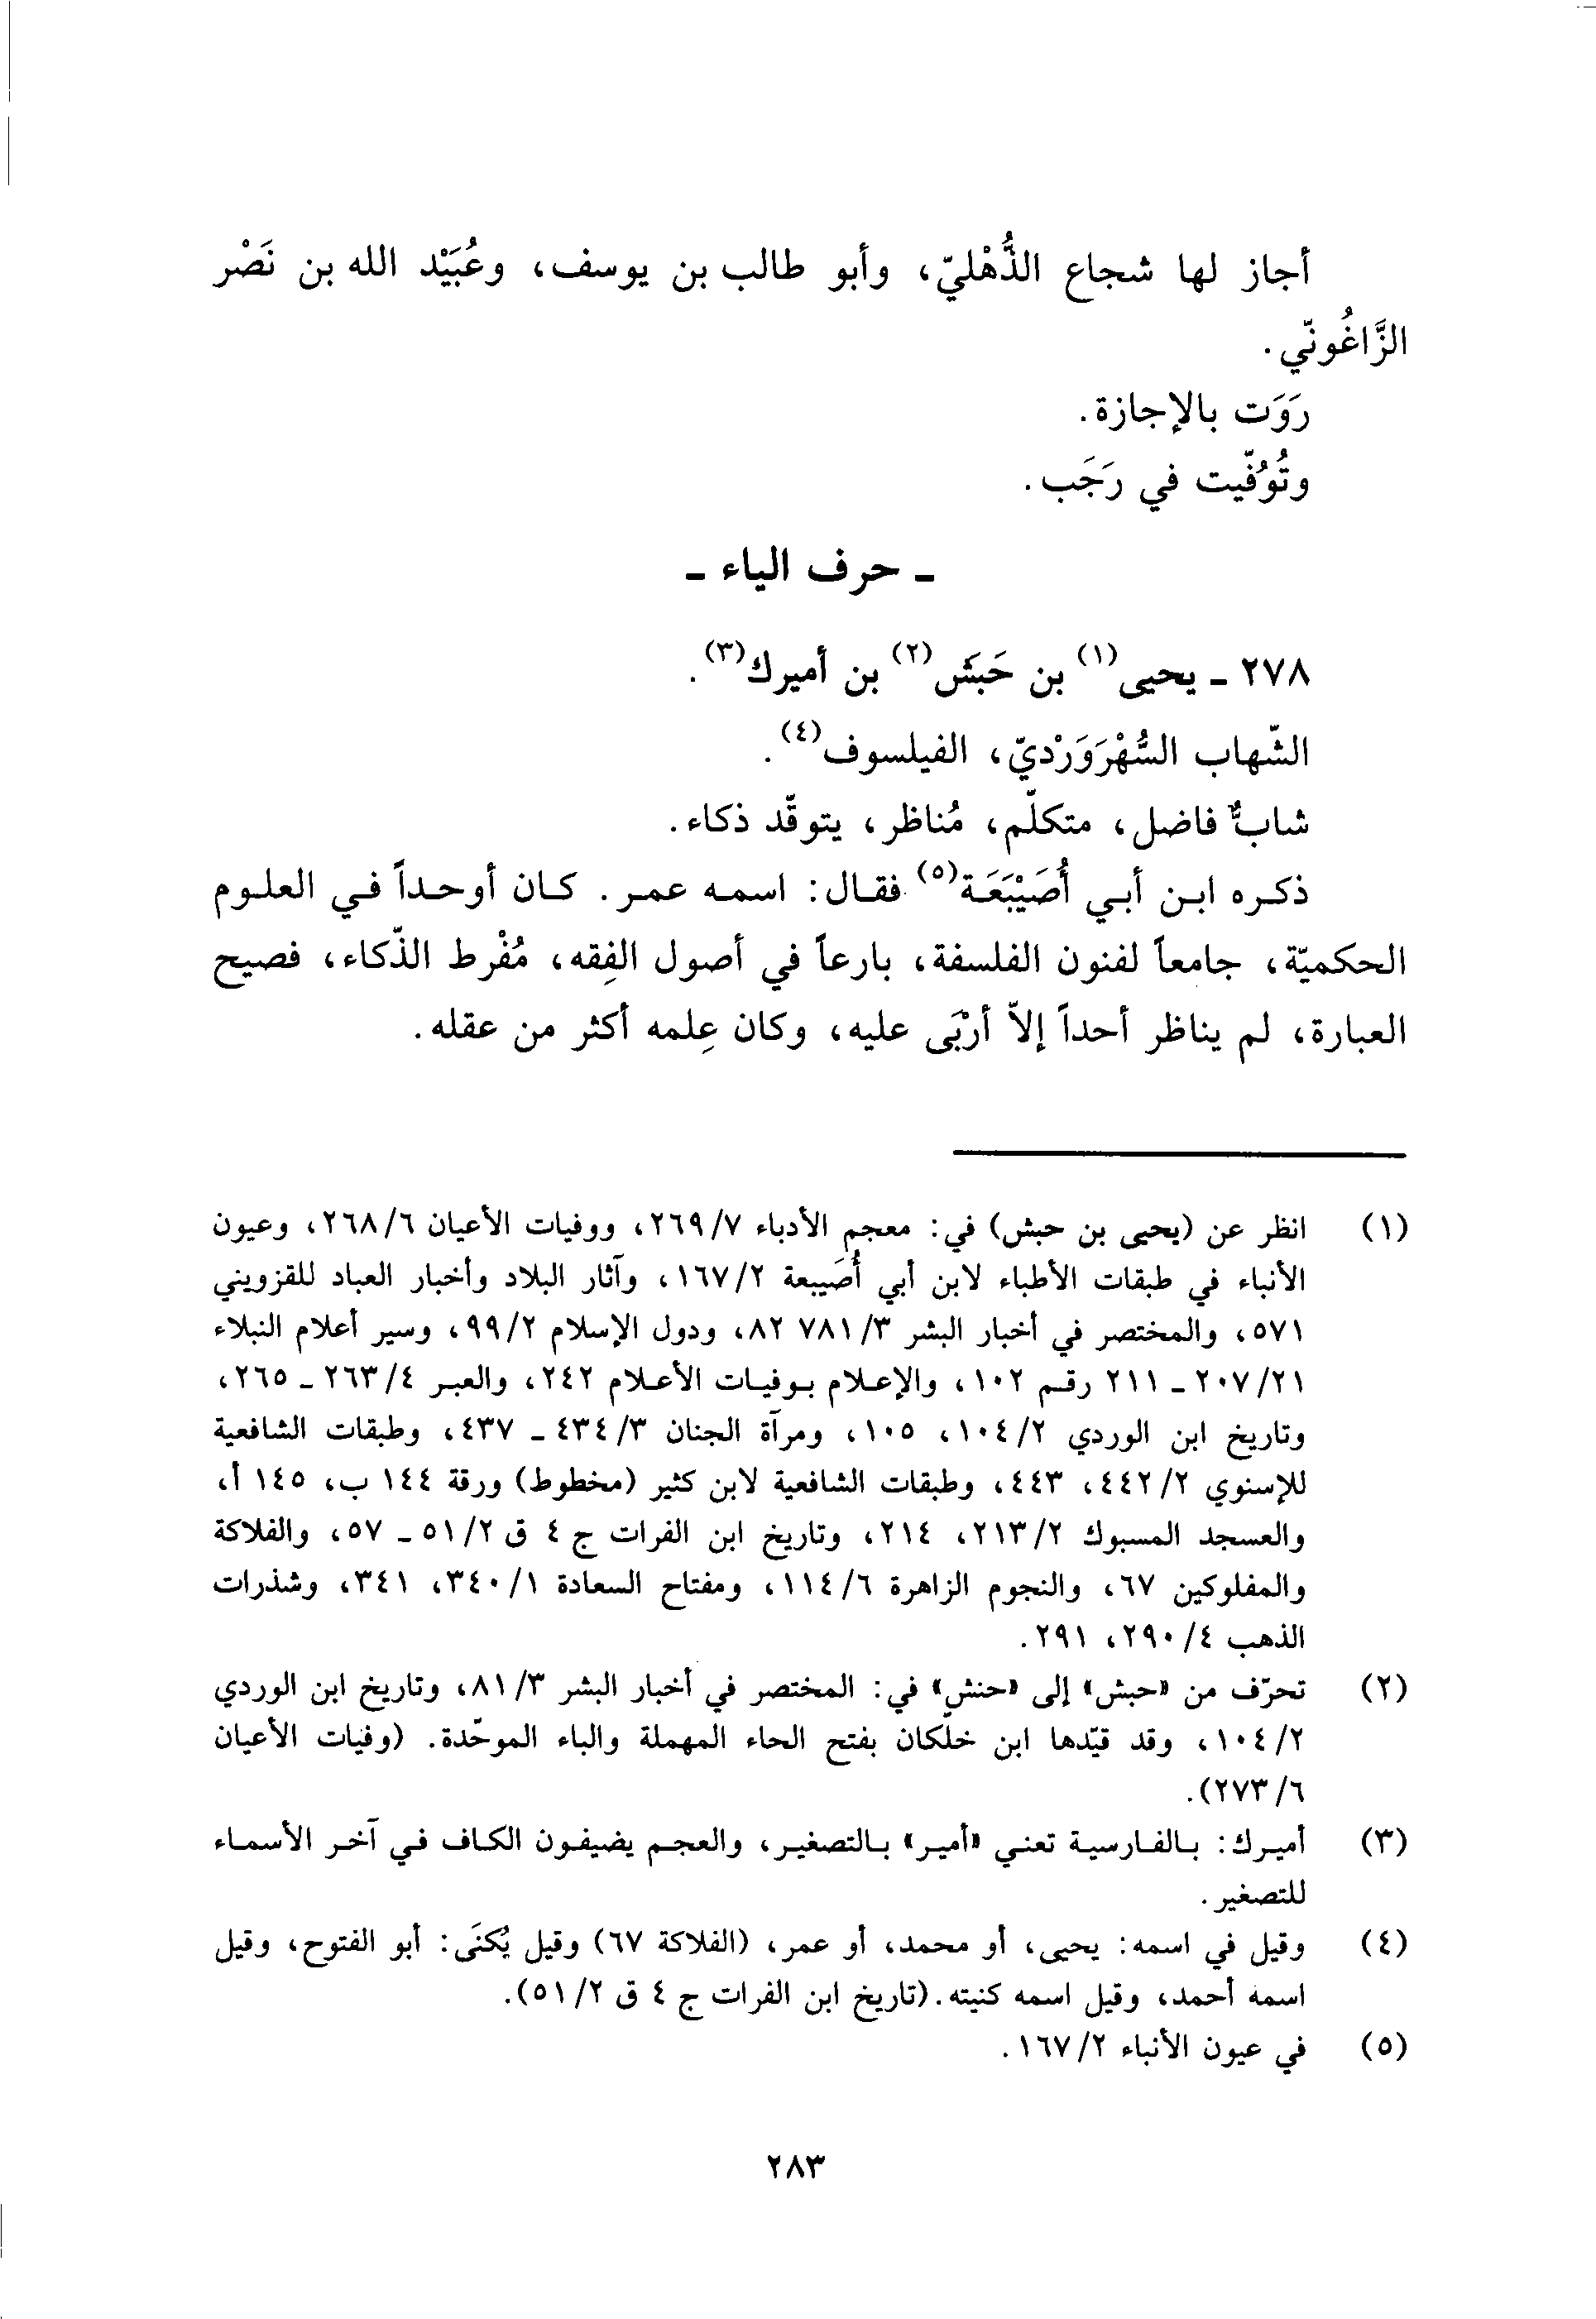 أجاز لها شجاع الذُّهْليّ، وأبو طالب بن يوسف، وعُبَيْد الله بن نَصْر
الزَّاغُونّي.
رَوَت بالإجازة.
وتُوُفّيت في رَجَب.
ـ حرف الياء ـ
٢٧٨ ـ يحيى(١) بن حَبَش(٢) بن أميرك(٣).
الشّهاب السُّهْرَوَرْديّ، الفيلسوف(٤).
شابٌّ فاضل، متكلّم، مُناظر، يتوقّد ذكاء.
ذكره ابن أبي أُصَيْبَعَة(٥) فقال: اسمه عمر. كان أوحداً في العلوم
الحكميّة، جامعاً لفنون الفلسفة، بارعاً في أصول الفِقه، مُفْرط الذّكاء، فصيح
العبارة، لم يناظر أحداً إلاّ أرْبَى عليه، وكان عِلمه أكثر من عقله.
(١) انظر عن (يحيى بن حبش) في: معجم الأدباء ٢٦٩/٧، ووفيات الأعيان ٢٦٨/٦، وعيون
الأنباء في طبقات الأطباء لابن أبي أُصَيبعة ١٦٧/٢، وآثار البلاد وأخبار العباد للقزويني
٥٧١، والمختصر في أخبار البشر ٧٨١/٣ ٨٢، ودول الإسلام ٩٩/٢، وسير أعلام النبلاء
٢٠٧/٢١ ـ ٢١١ رقم ١٠٢، والإعلام بوفيات الأعلام ٢٤٢، والعبر ٢٦٣/٤ ـ ٢٦٥،
وتاريخ ابن الوردي ١٠٤/٢، ١٠٥، ومرآة الجنان ٤٣٤/٣ ـ ٤٣٧، وطبقات الشافعية
للإسنوي ٤٤٢/٢، ٤٤٣، وطبقات الشافعية لابن كثير (مخطوط) ورقة ١٤٤ ب، ١٤٥ أ،
والعسجد المسبوك ٢١٣/٢، ٢١٤، وتاريخ ابن الفرات ج ٤ ق ٥١/٢ ـ ٥٧، والفلاكة
والمفلوكين ٦٧، والنجوم الزاهرة ١١٤/٦، ومفتاح السعادة ٣٤٠/١، ٣٤١، وشذرات
الذهب ٢٩٠/٤، ٢٩١.
(٢) تحرّف من «حبش» إلى «حنش» في: المختصر في أخبار البشر ٨١/٣، وتاريخ ابن الوردي
١٠٤/٢، وقد قيّدها ابن خلّكان بفتح الحاء المهملة والباء الموحّدة. (وفيات الأعيان
٢٧٣/٦).
(٣) أميرك: بالفارسية تعني «أمير» بالتصغير، والعجم يضيفون الكاف في آخر الأسماء
للتصغير.
(٤) وقيل في اسمه: يحيى، أو محمد، أو عمر، (الفلاكة ٦٧) وقيل يُكنَى: أبو الفتوح، وقيل
اسمه أحمد، وقيل اسمه كنيته. (تاريخ ابن الفرات ج ٤ ق ٥١/٢).
(٥) في عيون الأنباء ١٦٧/٢.
٢٨٣